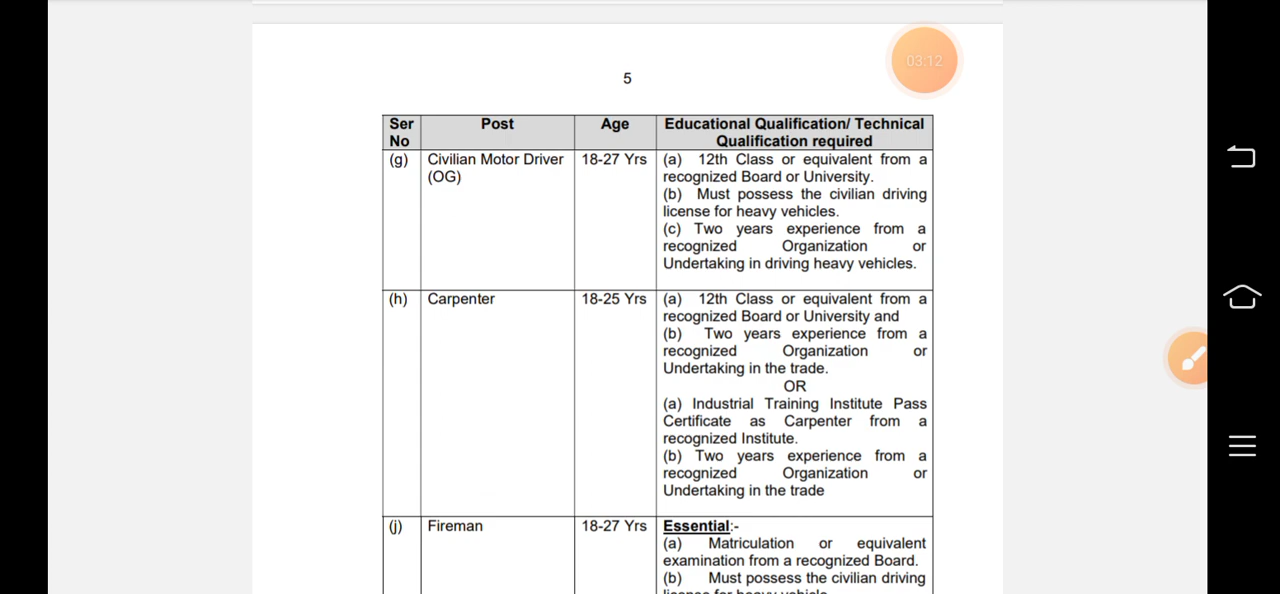 03:12
5
Ser No Post Age Educational Qualification/ Technical Qualification required
(g) Civilian Motor Driver (OG) 18-27 Yrs (a) 12th Class or equivalent from a
recognized Board or University.
(b) Must possess the civilian driving
license for heavy vehicles.
(c) Two years experience from a
recognized Organization or
Undertaking in driving heavy vehicles.
(h) Carpenter 18-25 Yrs (a) 12th Class or equivalent from a
recognized Board or University and
(b) Two years experience from a
recognized Organization or
Undertaking in the trade.
OR
(a) Industrial Training Institute Pass
Certificate as Carpenter from a
recognized Institute.
(b) Two years experience from a
recognized Organization or
Undertaking in the trade
(j) Fireman 18-27 Yrs Essential:-
(a) Matriculation or equivalent
examination from a recognized Board.
(b) Must possess the civilian driving
license for heavy vehicle